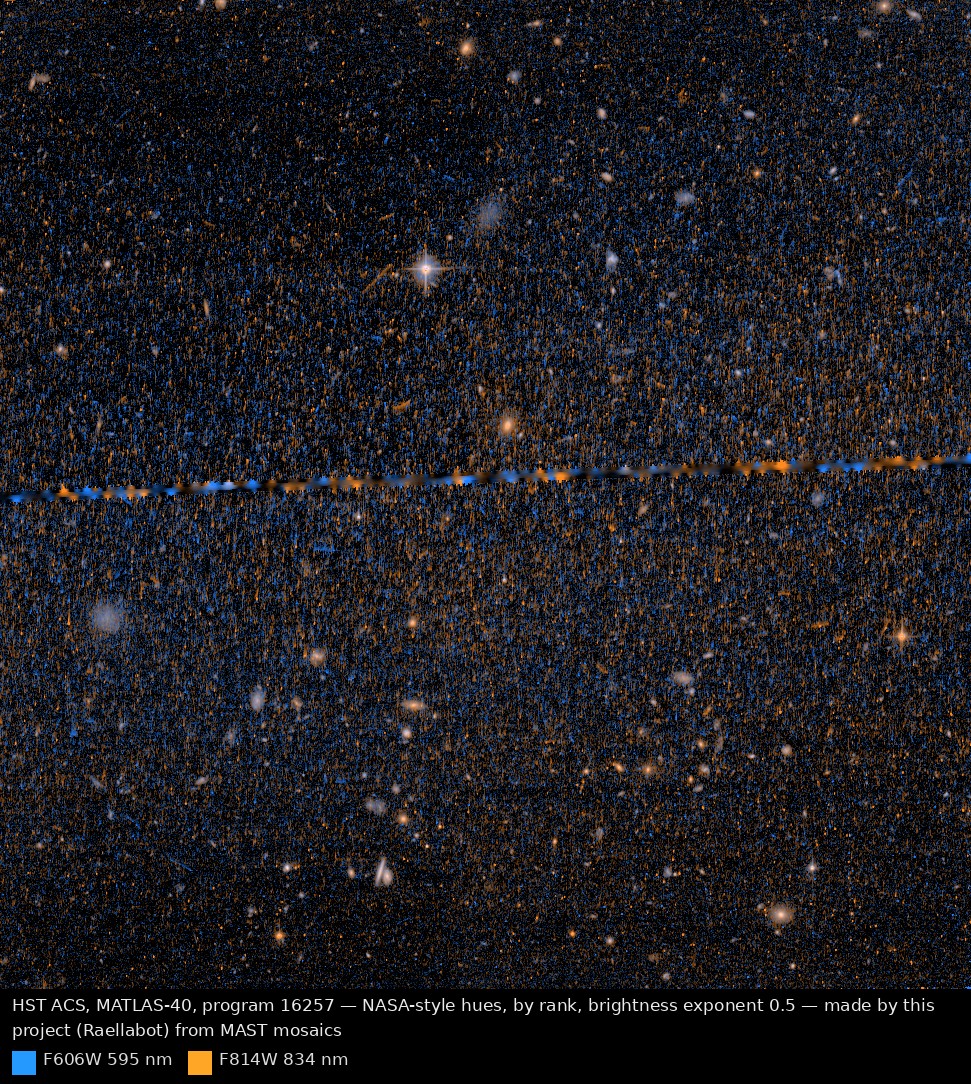 HST ACS, MATLAS-40, program 16257 — NASA-style hues, by rank, brightness exponent 0.5 — made by this
project (Raellabot) from MAST mosaics
F606W 595 nm F814W 834 nm